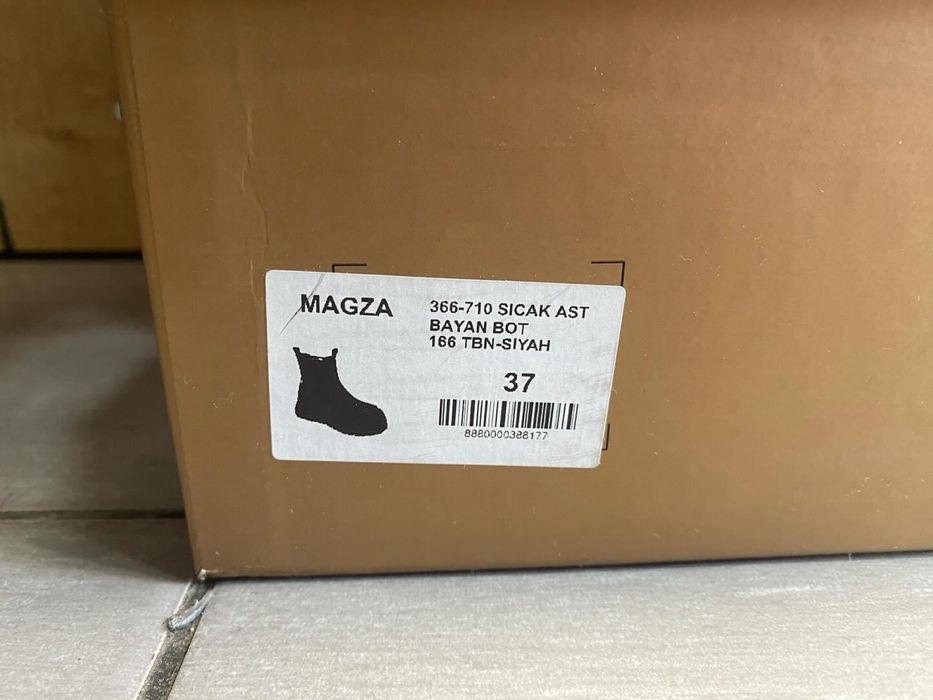 MAGZA
366-710 SICAK AST
BAYAN BOT
166 TBN-SIYAH
37
8880000388177